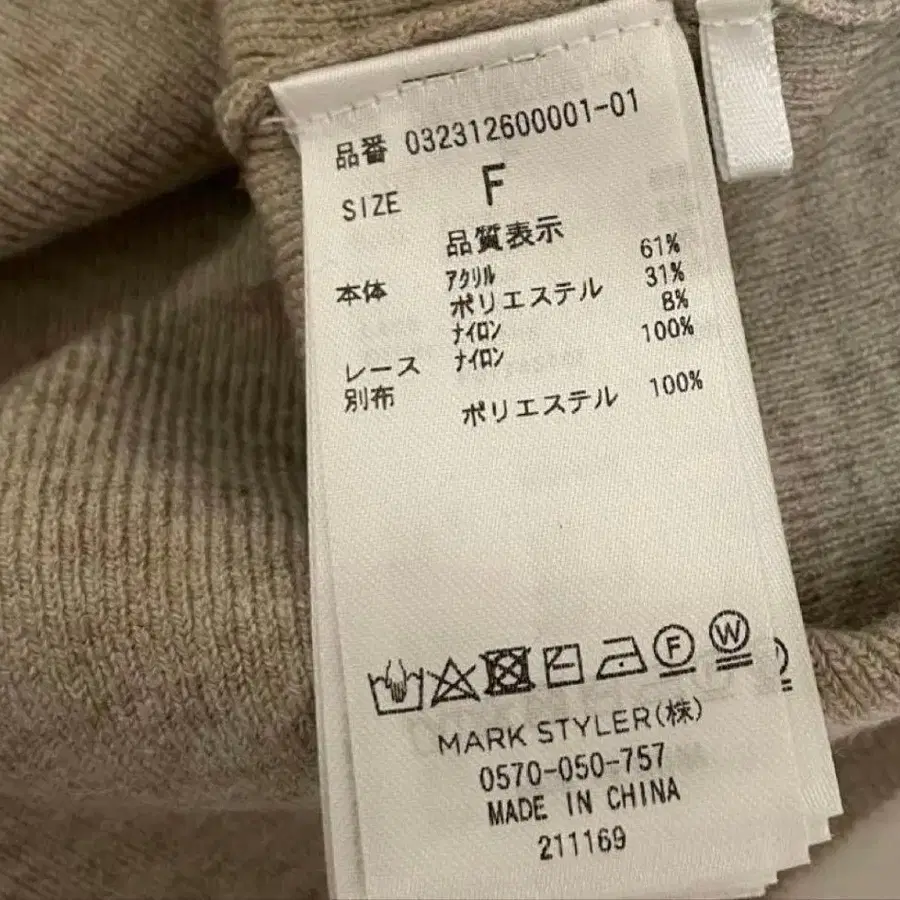 品番 032312600001-01
SIZE F
品質表示
本体 アクリル 61%
ポリエステル 31%
ナイロン 8%
レース ナイロン 100%
別布 ポリエステル 100%
F W
MARK STYLER(株)
0570-050-757
MADE IN CHINA
211169